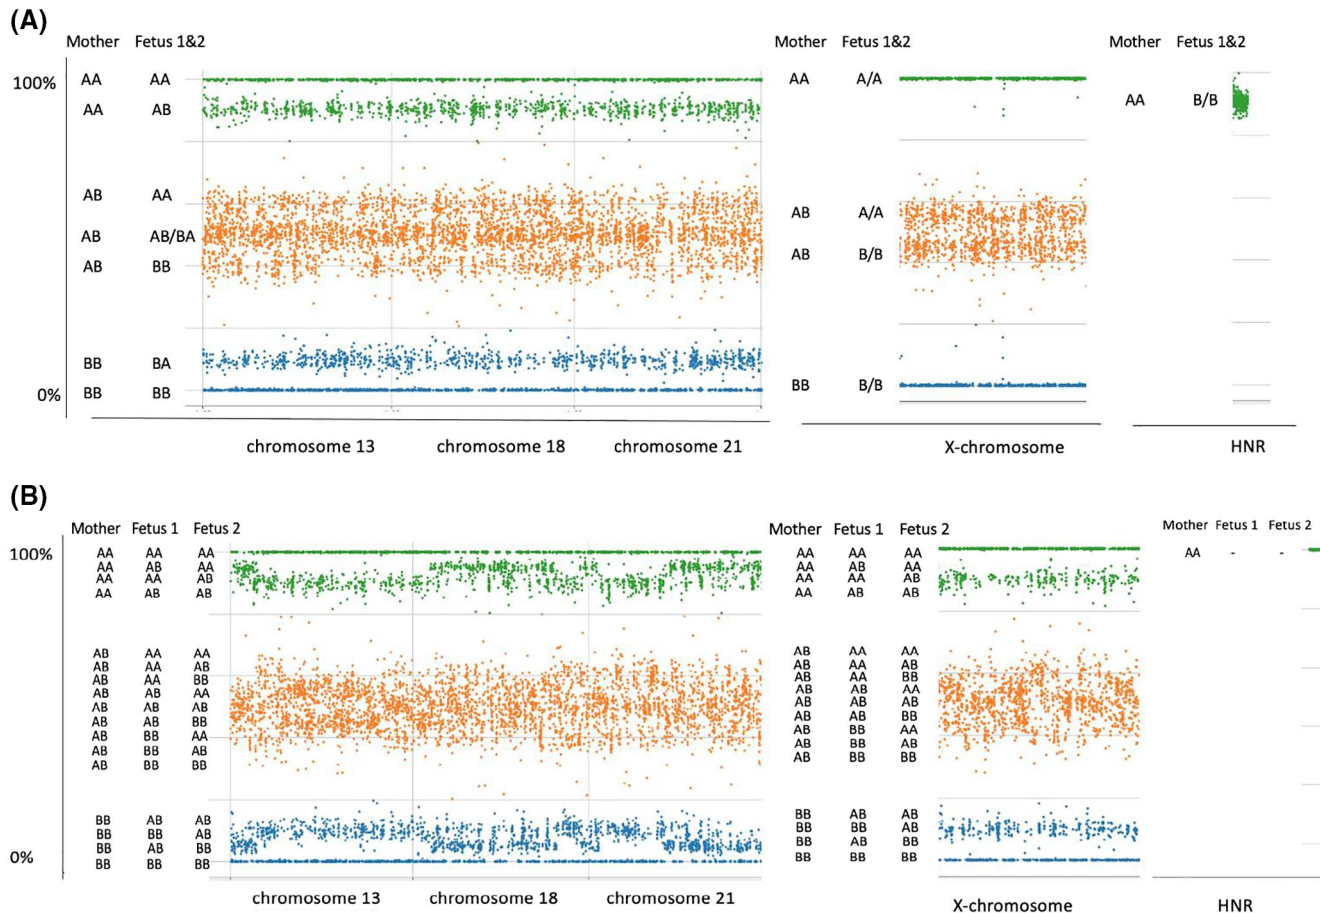 (A)
Mother Fetus 1&2
100%
AA AA
AA AB
AB AA
AB AB/BA
AB BB
BB BA
BB BB
0%
chromosome 13 chromosome 18 chromosome 21
Mother Fetus 1&2
AA A/A
AB A/A
AB B/B
BB B/B
X-chromosome
Mother Fetus 1&2
AA B/B
HNR
(B)
Mother Fetus 1 Fetus 2
100%
AA AA AA
AA AB AA
AA AA AB
AA AB AB
AB AA AA
AB AA AB
AB AA BB
AB AB AA
AB AB AB
AB AB BB
AB BB AA
AB BB AB
AB BB BB
BB AB AB
BB BB AB
BB AB BB
BB BB BB
0%
chromosome 13 chromosome 18 chromosome 21
Mother Fetus 1 Fetus 2
AA AA AA
AA AB AA
AA AA AB
AA AB AB
AB AA AA
AB AA AB
AB AA BB
AB AB AA
AB AB AB
AB AB BB
AB BB AA
AB BB AB
AB BB BB
BB AB AB
BB BB AB
BB AB BB
BB BB BB
X-chromosome
Mother Fetus 1 Fetus 2
AA - -
HNR